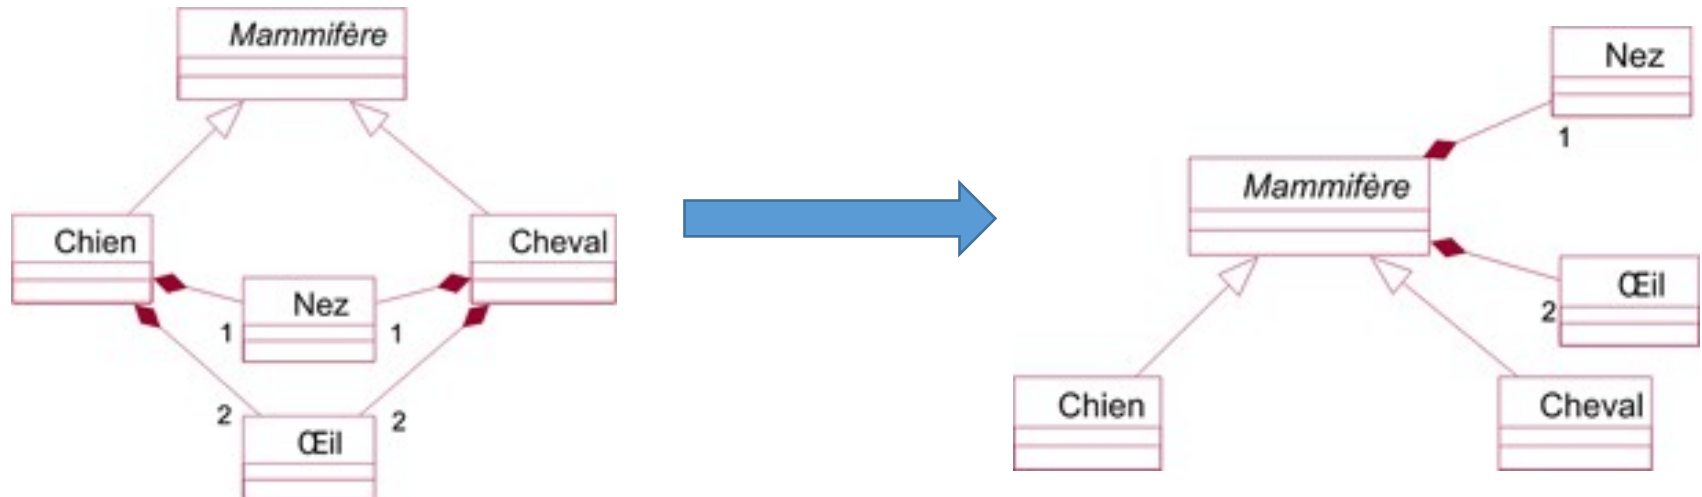 Mammifère
Chien
Cheval
Nez
1
1
2
2
Œil
Nez
1
Mammifère
Œil
2
Chien
Cheval